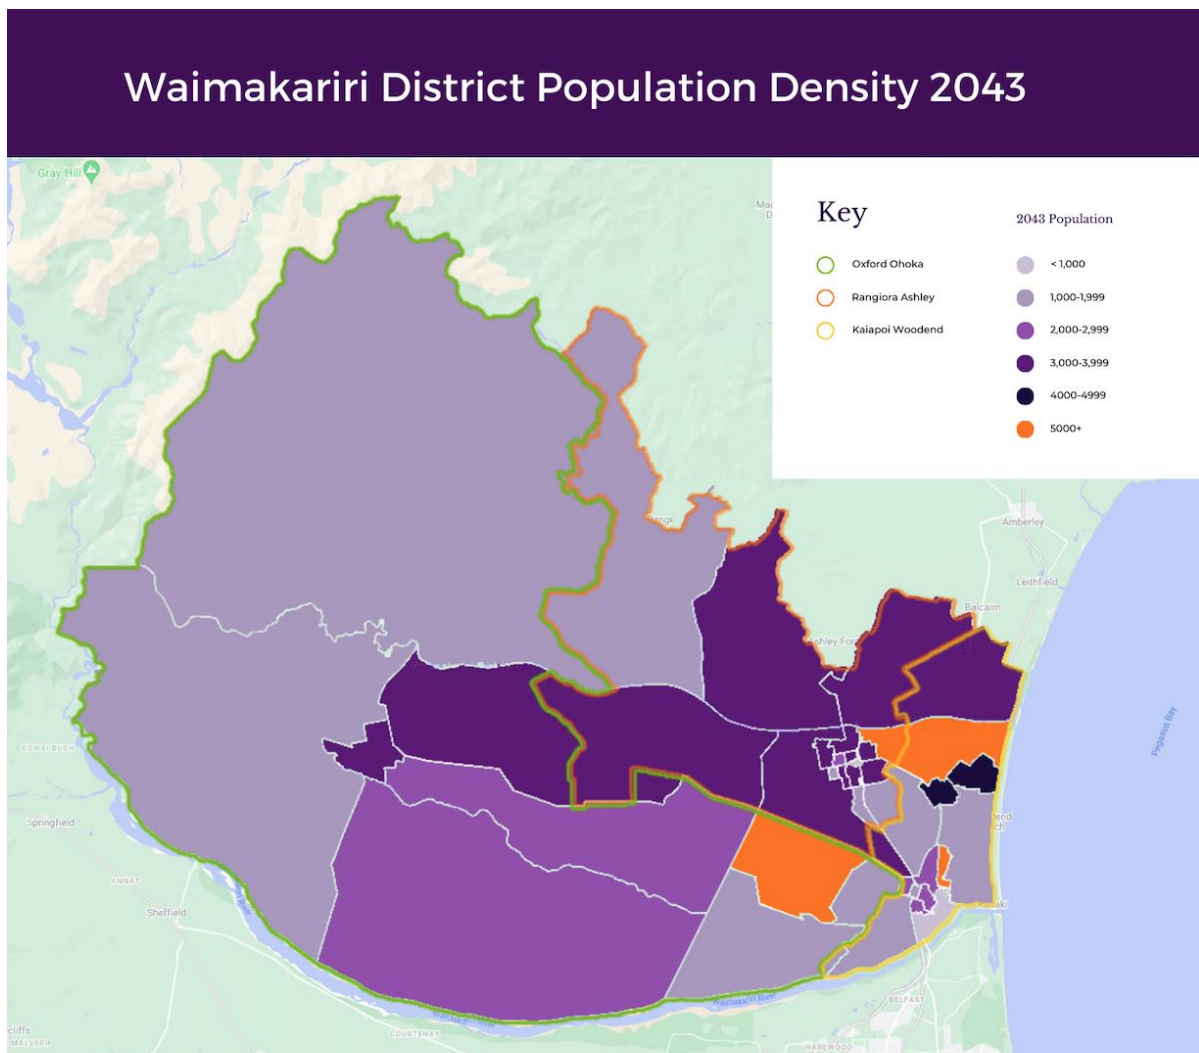 Waimakariri District Population Density 2043
Gray Hill
Key
2043 Population
Oxford Ohoka
< 1,000
Rangiora Ashley
1,000-1,999
Kaiapoi Woodend
2,000-2,999
3,000-3,999
4000-4999
5000+
Amberley
Leithfield
Balcairn
Pegasus Bay
KOWAI BUSH
Springfield
ANNAT
Sheffield
Waimakariri River
BELFAST
COURTENAY
MALVERN
HAREWOOD